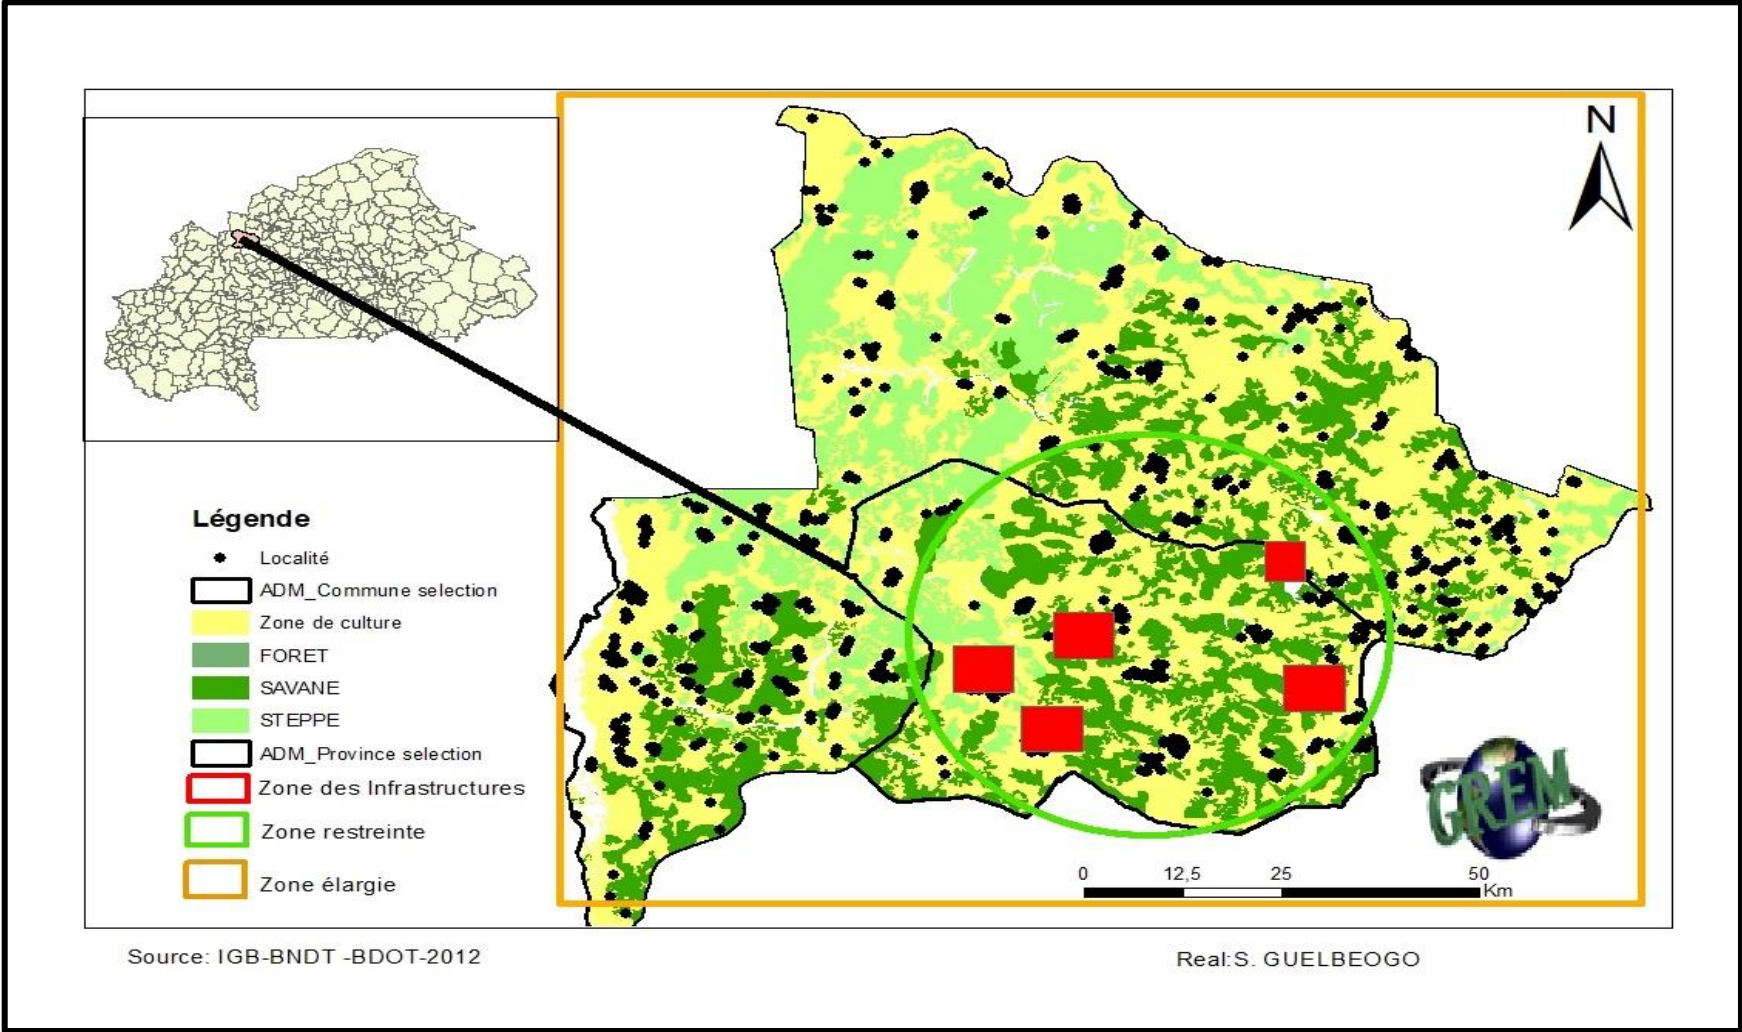 N
Légende
Localité
ADM_Commune selection
Zone de culture
FORET
SAVANE
STEPPE
ADM_Province selection
Zone des Infrastructures
Zone restreinte
Zone élargie
GREM
0 12,5 25 50
Km
Source: IGB-BNDT -BDOT-2012
Real:S. GUELBEOGO